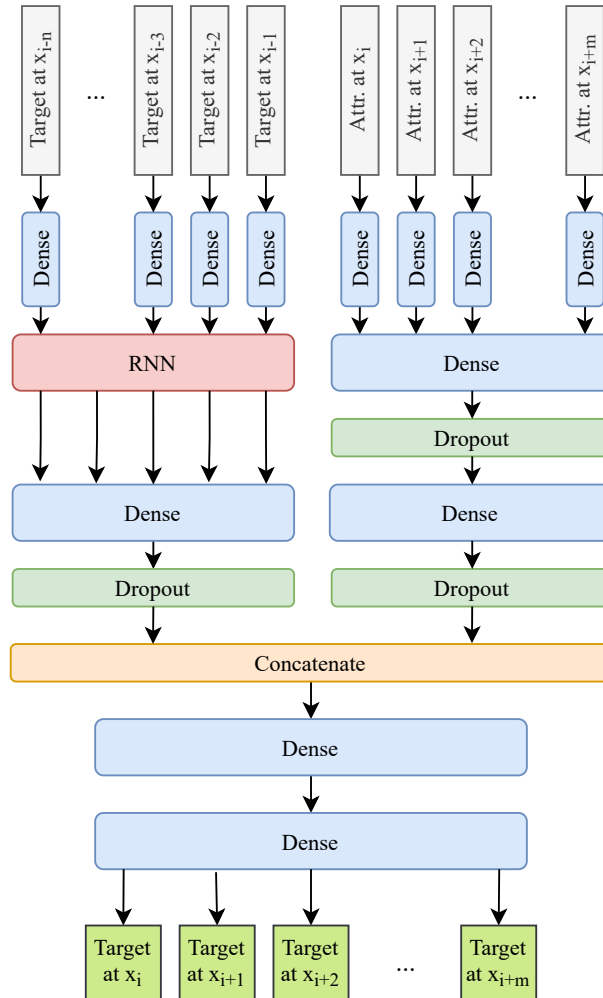 Target at x_{i-n}
...
Target at x_{i-3}
Target at x_{i-2}
Target at x_{i-1}
Attr. at x_i
Attr. at x_{i+1}
Attr. at x_{i+2}
...
Attr. at x_{i+m}
Dense
Dense
Dense
Dense
Dense
Dense
Dense
Dense
RNN
Dense
Dropout
Dense
Dense
Dropout
Dropout
Concatenate
Dense
Dense
Target
at x_i
Target
at x_{i+1}
Target
at x_{i+2}
...
Target
at x_{i+m}